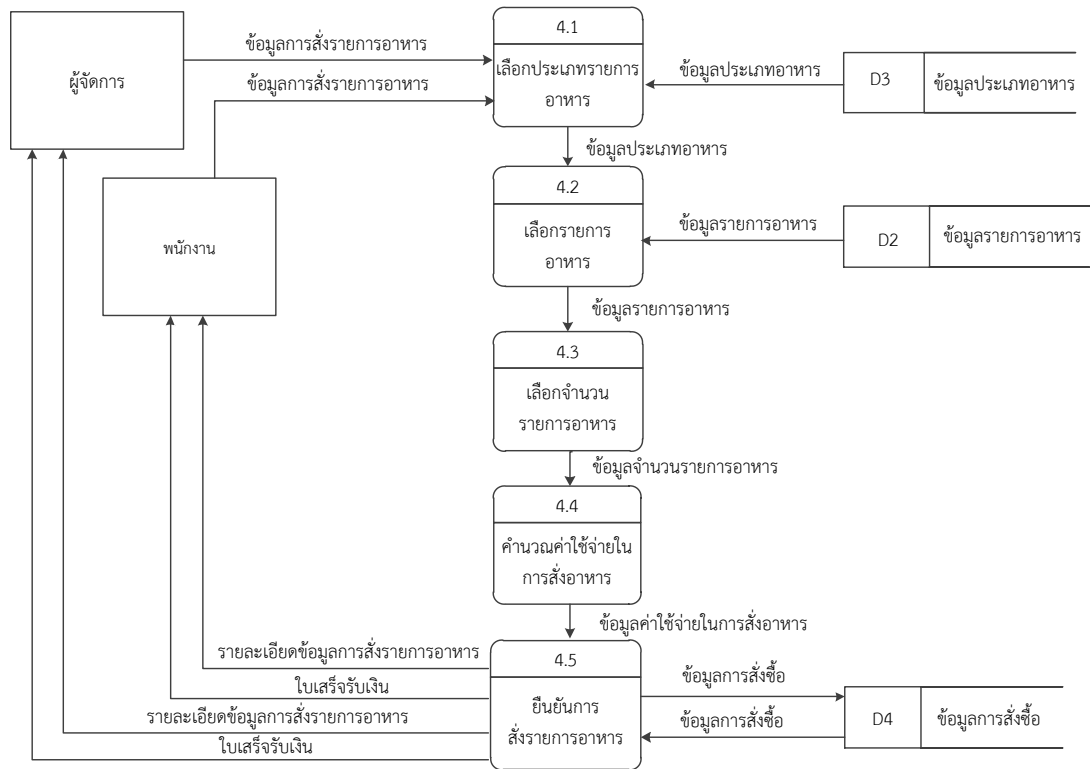 4.1
ข้อมูลการสั่งรายการอาหาร
ผู้จัดการ
เลือกประเภทรายการ
อาหาร
ข้อมูลการสั่งรายการอาหาร
ข้อมูลประเภทอาหาร
D3
ข้อมูลประเภทอาหาร
ข้อมูลประเภทอาหาร
4.2
พนักงาน
เลือกรายการ
อาหาร
ข้อมูลรายการอาหาร
D2
ข้อมูลรายการอาหาร
ข้อมูลรายการอาหาร
4.3
เลือกจำนวน
รายการอาหาร
ข้อมูลจำนวนรายการอาหาร
4.4
คำนวณค่าใช้จ่ายใน
การสั่งอาหาร
ข้อมูลค่าใช้จ่ายในการสั่งอาหาร
รายละเอียดข้อมูลการสั่งรายการอาหาร
4.5
ใบเสร็จรับเงิน
ข้อมูลการสั่งซื้อ
ยืนยันการ
สั่งรายการอาหาร
รายละเอียดข้อมูลการสั่งรายการอาหาร
ข้อมูลการสั่งซื้อ
D4
ข้อมูลการสั่งซื้อ
ใบเสร็จรับเงิน